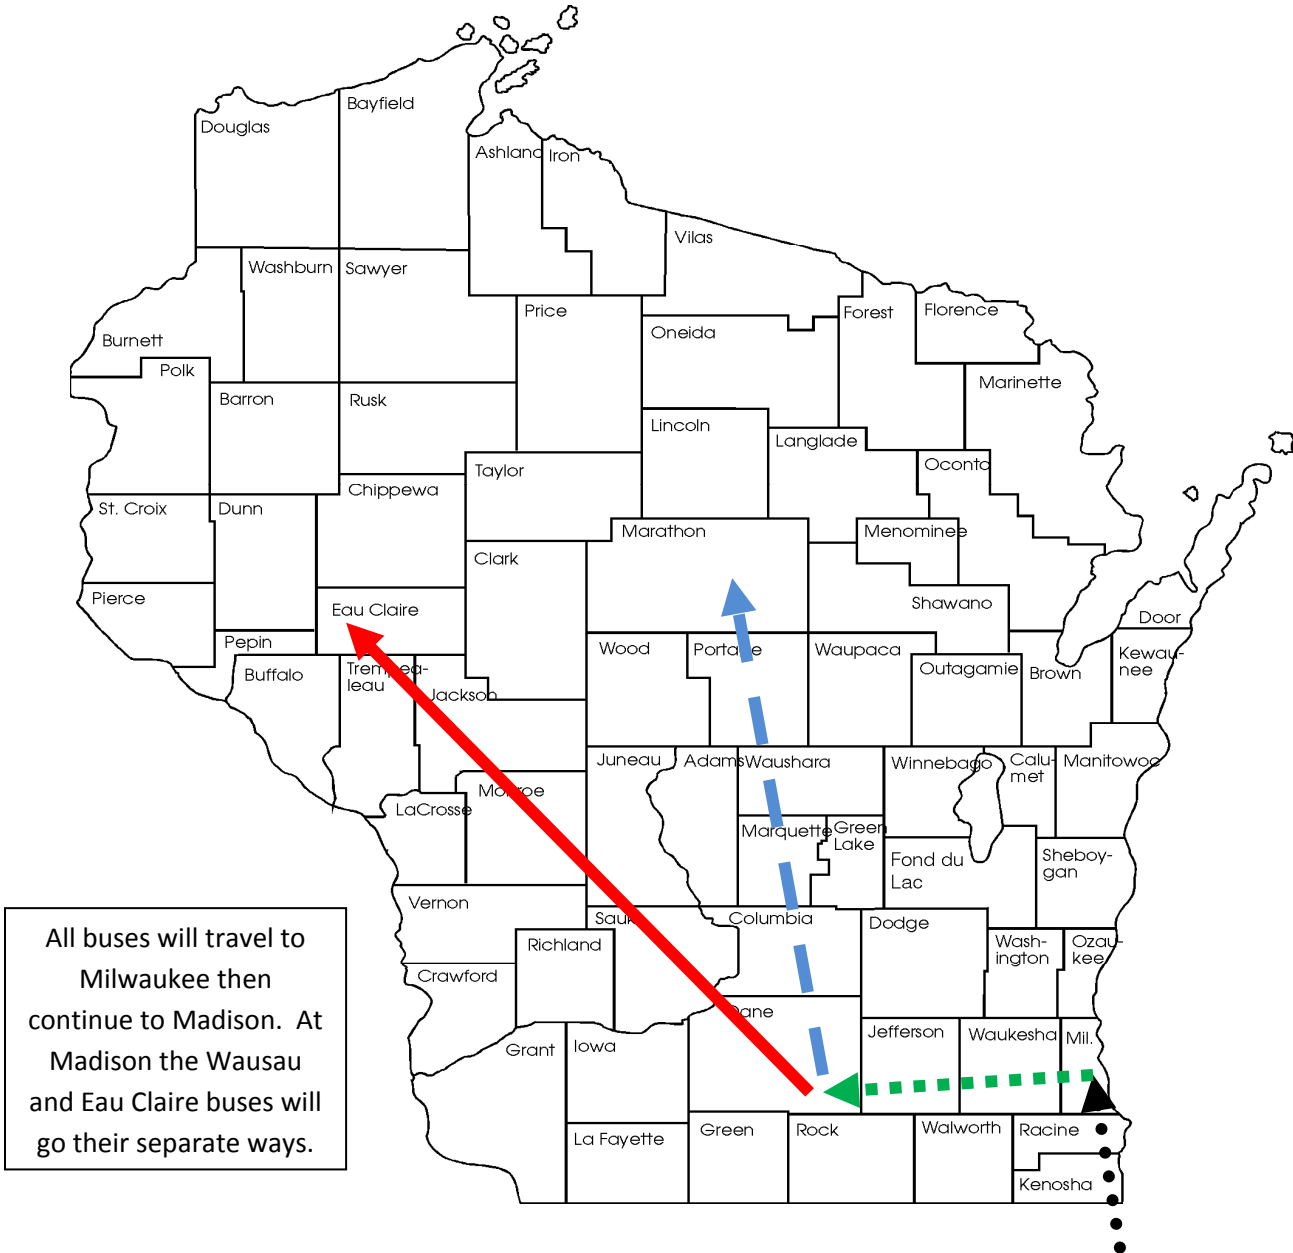 Bayfield
Douglas
Ashland
Iron
Vilas
Washburn
Sawyer
Price
Forest
Florence
Oneida
Burnett
Polk
Marinette
Barron
Rusk
Lincoln
Langlade
Taylor
Oconto
Chippewa
St. Croix
Dunn
Marathon
Menominee
Clark
Pierce
Eau Claire
Shawano
Door
Pepin
Wood
Portage
Waupaca
Kewau-
nee
Buffalo
Trempea-
leau
Outagamie
Brown
Jackson
Juneau
Adams
Waushara
Winnebago
Calu-
met
Manitowoc
Monroe
LaCrosse
Marquette
Green
Lake
Fond du
Lac
Sheboy-
gan
Vernon
Sauk
Columbia
Dodge
Richland
Wash-
ington
Ozau-
kee
Crawford
All buses will travel to
Milwaukee then
continue to Madison. At
Madison the Wausau
and Eau Claire buses will
go their separate ways.
Dane
Jefferson
Waukesha
Mil.
Grant
Iowa
La Fayette
Green
Rock
Walworth
Racine
Kenosha